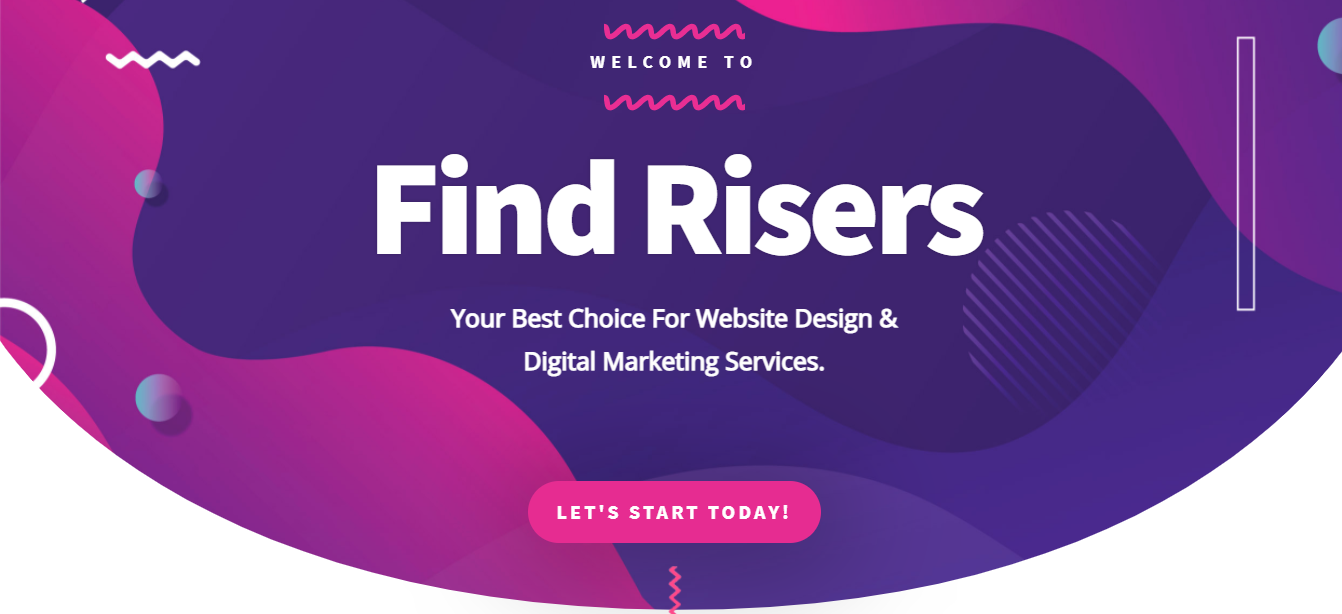 WELCOME TO
Find Risers
Your Best Choice For Website Design &
Digital Marketing Services.
LET'S START TODAY!